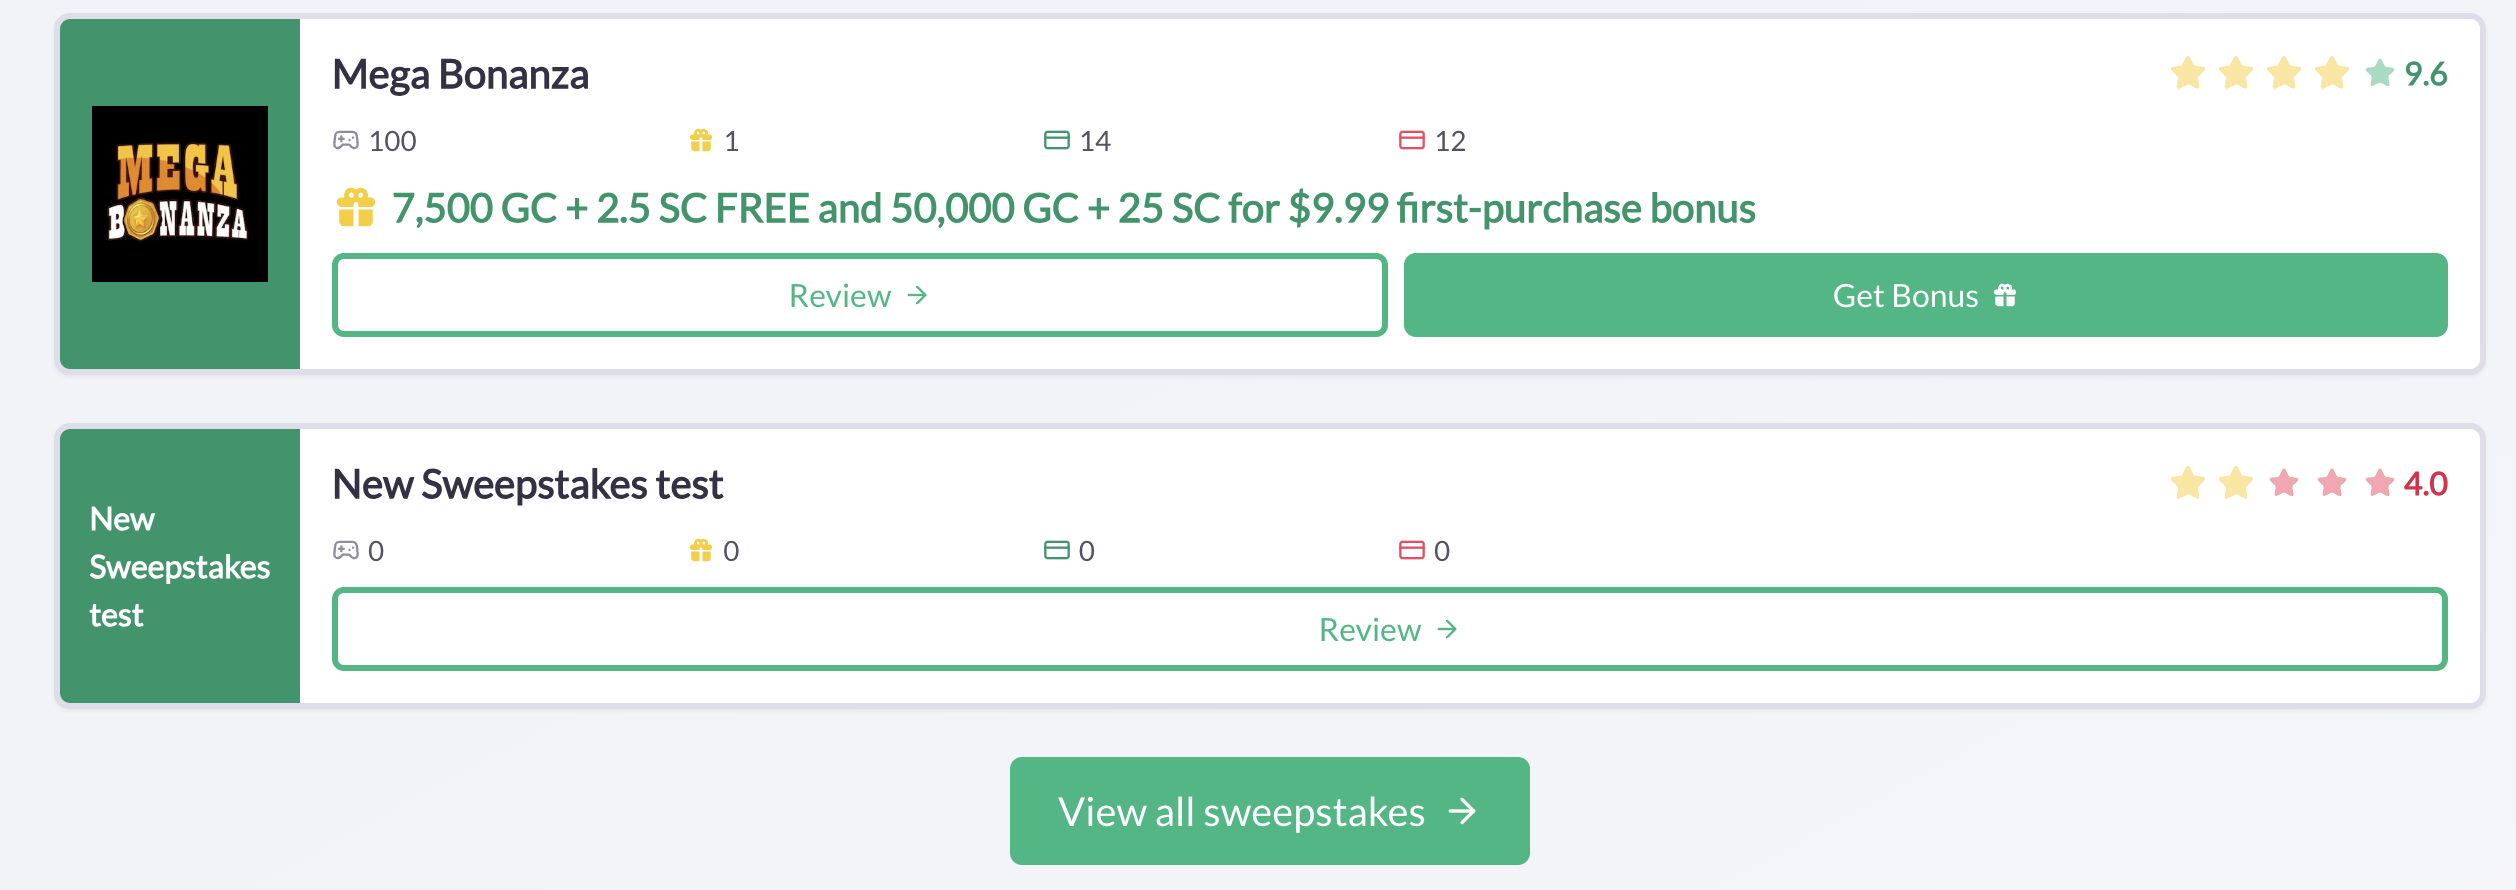 MEGA
BONANZA
Mega Bonanza
9.6
100
1
14
12
7,500 GC + 2.5 SC FREE and 50,000 GC + 25 SC for $9.99 first-purchase bonus
Review
Get Bonus
New
Sweepstakes
test
New Sweepstakes test
4.0
0
0
0
0
Review
View all sweepstakes